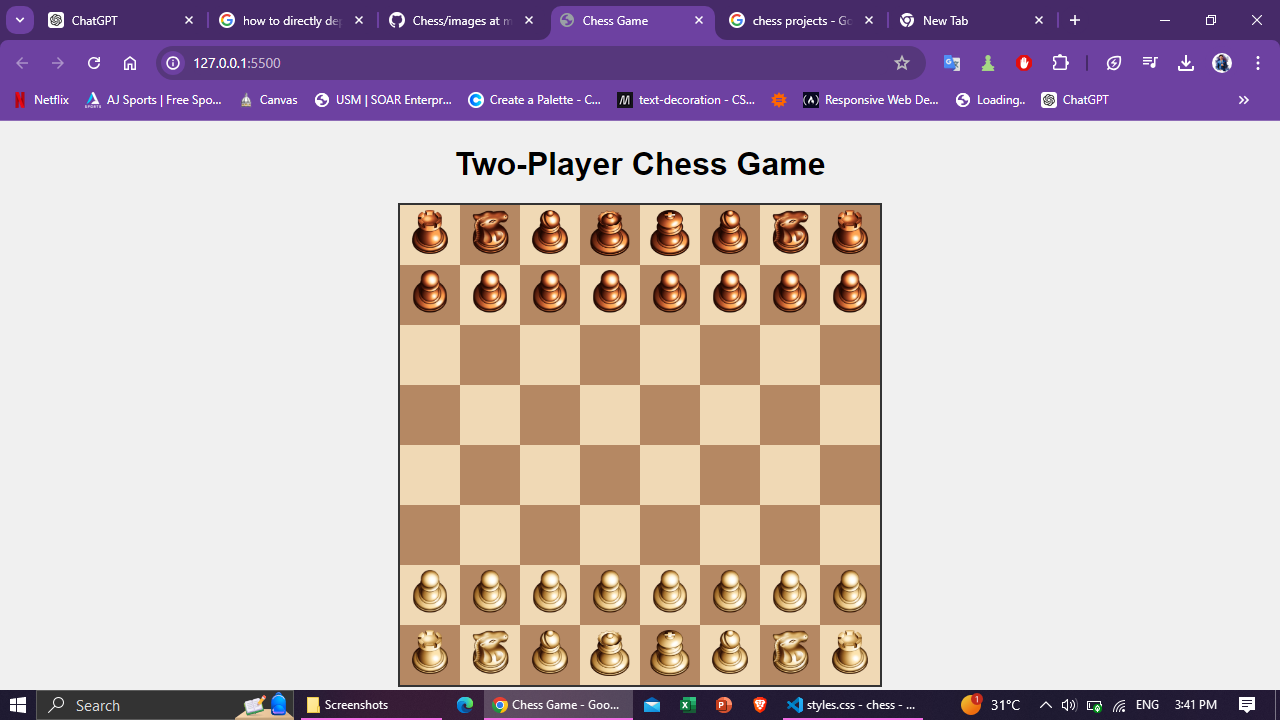 ChatGPT
how to directly dep
Chess/images at m
Chess Game
chess projects - Go
New Tab
127.0.0.1:5500
Netflix
AJ Sports | Free Spo...
Canvas
USM | SOAR Enterpr...
Create a Palette - C...
text-decoration - CS...
Responsive Web De...
Loading..
ChatGPT
Two-Player Chess Game
Search
Screenshots
Chess Game - Goo...
styles.css - chess - ...
1
31°C
ENG
3:41 PM